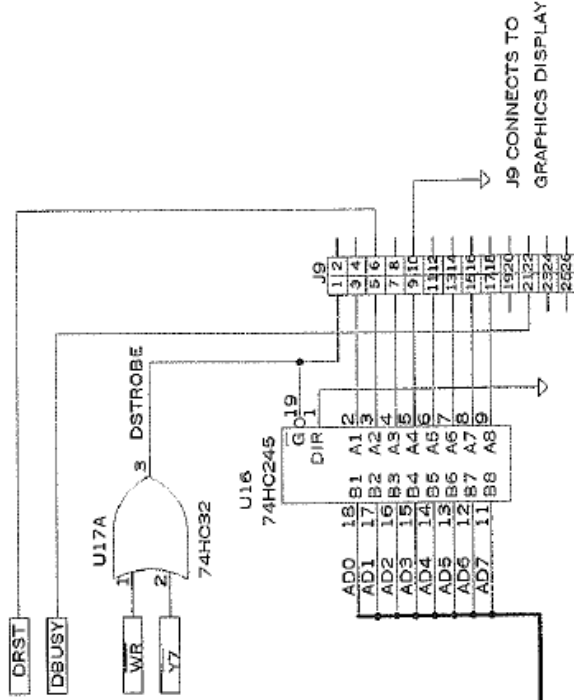 DRST
DBUSY
WR
Y7
U17A
1
2
3
74HC32
DSTROBE
U16
74HC245
G
19
DIR
1
AD0 18 B1 A1 2
AD1 17 B2 A2 3
AD2 16 B3 A3 4
AD3 15 B4 A4 5
AD4 14 B5 A5 6
AD5 13 B6 A6 7
AD6 12 B7 A7 8
AD7 11 B8 A8 9
J9
1 2
3 4
5 6
7 8
9 10
11 12
13 14
15 16
17 18
19 20
21 22
23 24
25 26
J9 CONNECTS TO
GRAPHICS DISPLAY